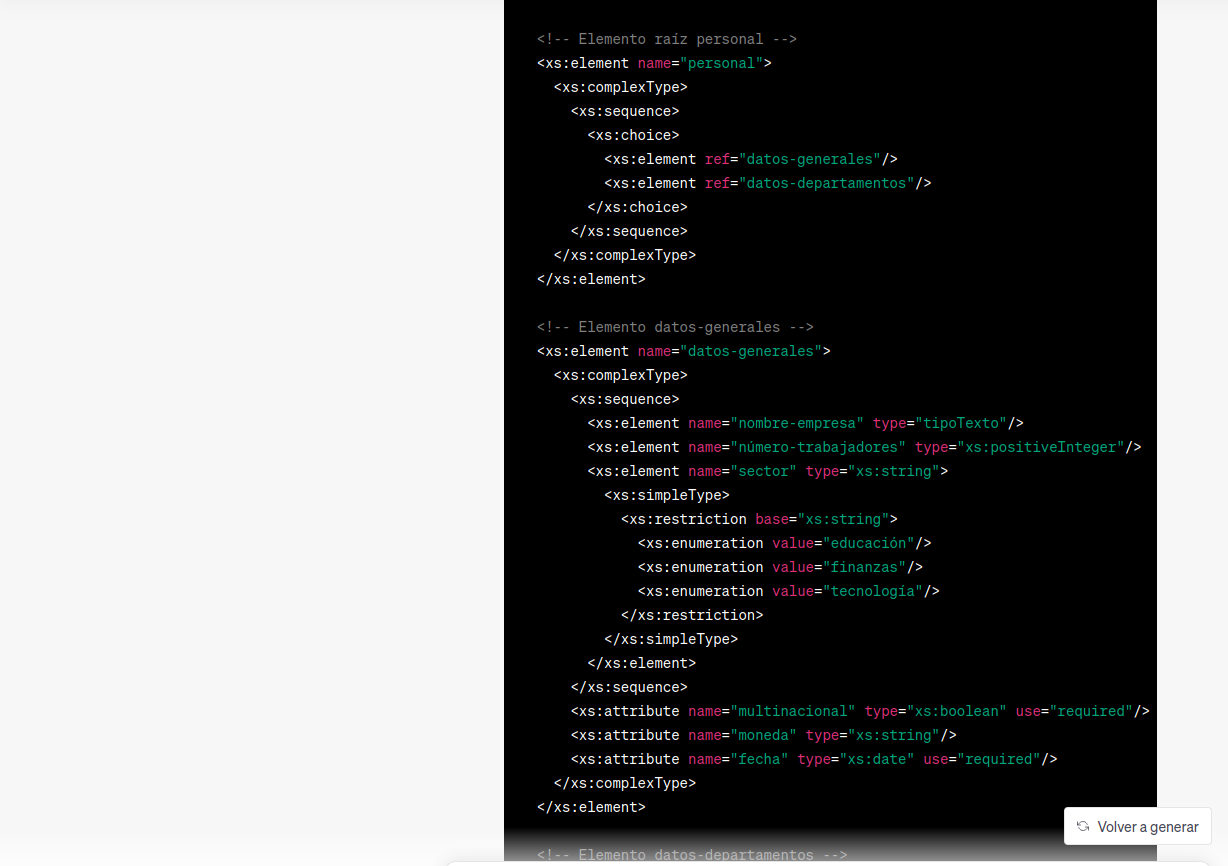 <!-- Elemento raíz personal -->
<xs:element name="personal">
<xs:complexType>
<xs:sequence>
<xs:choice>
<xs:element ref="datos-generales"/>
<xs:element ref="datos-departamentos"/>
</xs:choice>
</xs:sequence>
</xs:complexType>
</xs:element>
<!-- Elemento datos-generales -->
<xs:element name="datos-generales">
<xs:complexType>
<xs:sequence>
<xs:element name="nombre-empresa" type="tipoTexto"/>
<xs:element name="número-trabajadores" type="xs:positiveInteger"/>
<xs:element name="sector" type="xs:string">
<xs:simpleType>
<xs:restriction base="xs:string">
<xs:enumeration value="educación"/>
<xs:enumeration value="finanzas"/>
<xs:enumeration value="tecnología"/>
</xs:restriction>
</xs:simpleType>
</xs:element>
</xs:sequence>
<xs:attribute name="multinacional" type="xs:boolean" use="required"/>
<xs:attribute name="moneda" type="xs:string"/>
<xs:attribute name="fecha" type="xs:date" use="required"/>
</xs:complexType>
</xs:element>
Volver a generar
<!-- Elemento datos-departamentos -->